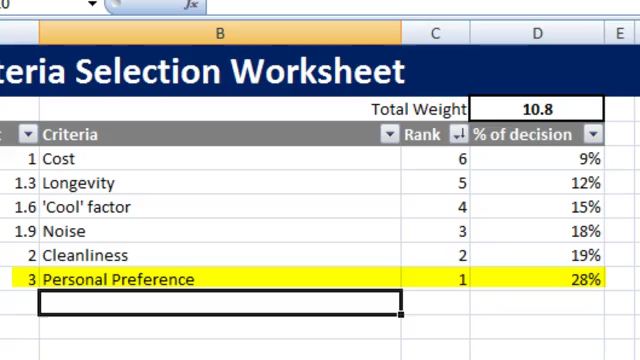 fx
B C D E
teria Selection Worksheet
Total Weight 10.8
Criteria Rank % of decision
1 Cost 6 9%
1.3 Longevity 5 12%
1.6 'Cool' factor 4 15%
1.9 Noise 3 18%
2 Cleanliness 2 19%
3 Personal Preference 1 28%